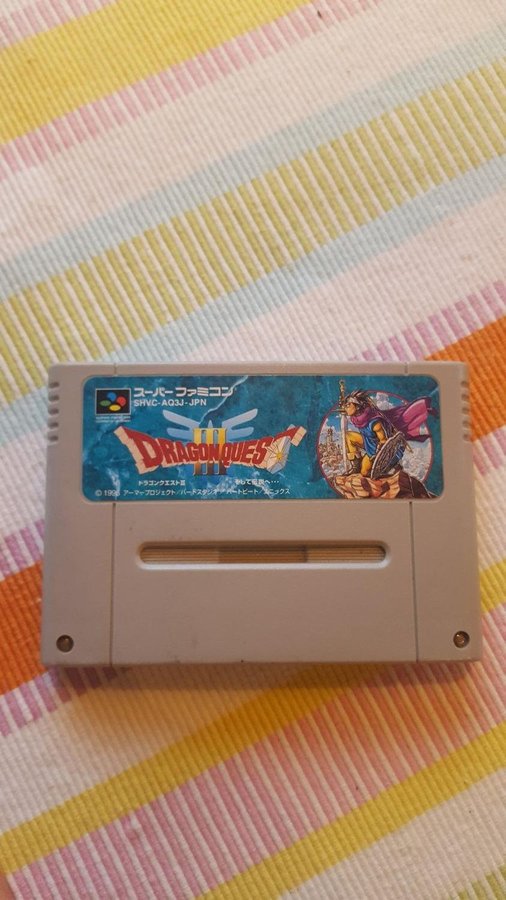 スーパーファミコン
SHVC-AQ3J-JPN
DRAGON QUEST
III
ドラゴンクエストIII そして伝説へ…
© 1996 アーマープロジェクト/バードスタジオ/ハートビート/エニックス